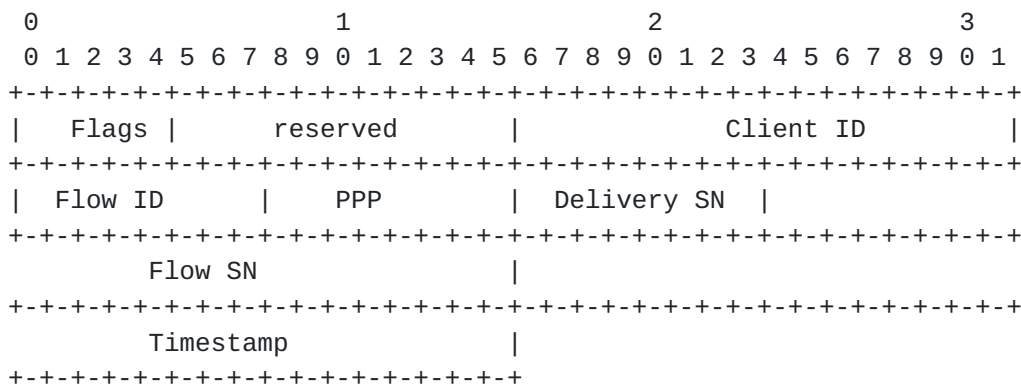 0                   1                   2                   3
0 1 2 3 4 5 6 7 8 9 0 1 2 3 4 5 6 7 8 9 0 1 2 3 4 5 6 7 8 9 0 1
+-+-+-+-+-+-+-+-+-+-+-+-+-+-+-+-+-+-+-+-+-+-+-+-+-+-+-+-+-+-+-+-+
|   Flags |      reserved       |             Client ID         |
+-+-+-+-+-+-+-+-+-+-+-+-+-+-+-+-+-+-+-+-+-+-+-+-+-+-+-+-+-+-+-+-+
|  Flow ID      |    PPP        |  Delivery SN  |
+-+-+-+-+-+-+-+-+-+-+-+-+-+-+-+-+-+-+-+-+-+-+-+-+-+-+-+-+-+-+-+-+
         Flow SN                |
+-+-+-+-+-+-+-+-+-+-+-+-+-+-+-+-+-+-+-+-+-+-+-+-+-+-+-+-+-+-+-+-+
         Timestamp              |
+-+-+-+-+-+-+-+-+-+-+-+-+-+-+-+-+